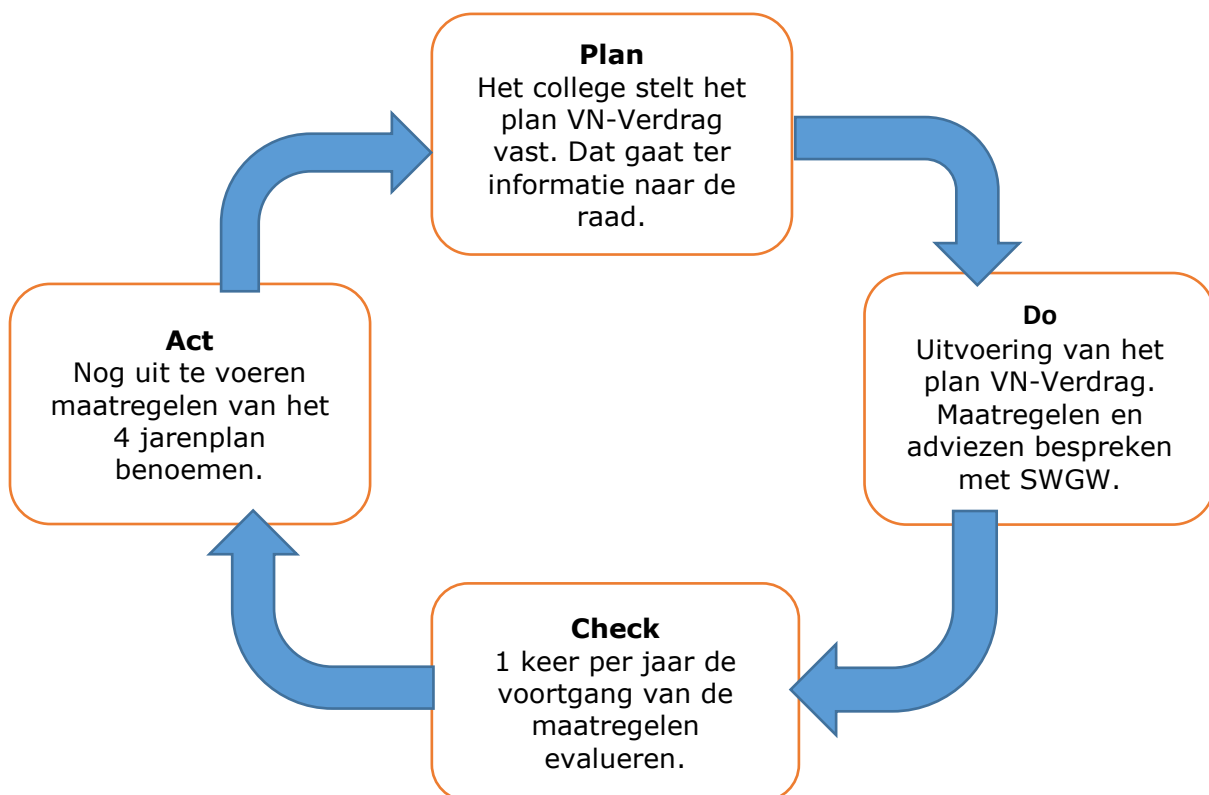 Plan
Het college stelt het
plan VN-Verdrag
vast. Dat gaat ter
informatie naar de
raad.
Do
Uitvoering van het
plan VN-Verdrag.
Maatregelen en
adviezen bespreken
met SWGW.
Check
1 keer per jaar de
voortgang van de
maatregelen
evalueren.
Act
Nog uit te voeren
maatregelen van het
4 jarenplan
benoemen.